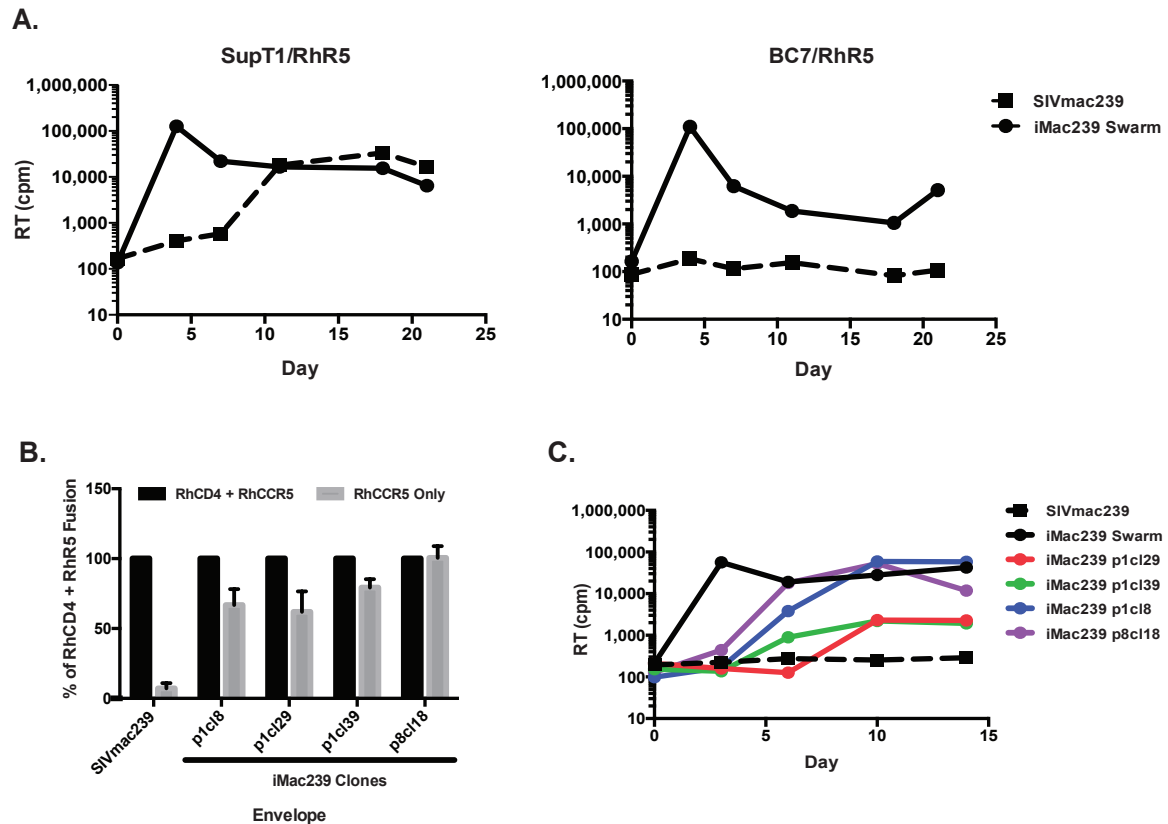 A.
SupT1/RhR5
1,000,000
100,000
10,000
1,000
100
10
RT (cpm)
0 5 10 15 20 25
Day
BC7/RhR5
1,000,000
100,000
10,000
1,000
100
10
0 5 10 15 20 25
Day
SIVmac239
iMac239 Swarm
B.
RhCD4 + RhCCR5
RhCCR5 Only
% of RhCD4 + RhR5 Fusion
150
100
50
0
SIVmac239
p1cl8
p1cl29
p1cl39
p8cl18
iMac239 Clones
Envelope
C.
1,000,000
100,000
10,000
1,000
100
10
RT (cpm)
0 5 10 15
Day
SIVmac239
iMac239 Swarm
iMac239 p1cl29
iMac239 p1cl39
iMac239 p1cl8
iMac239 p8cl18